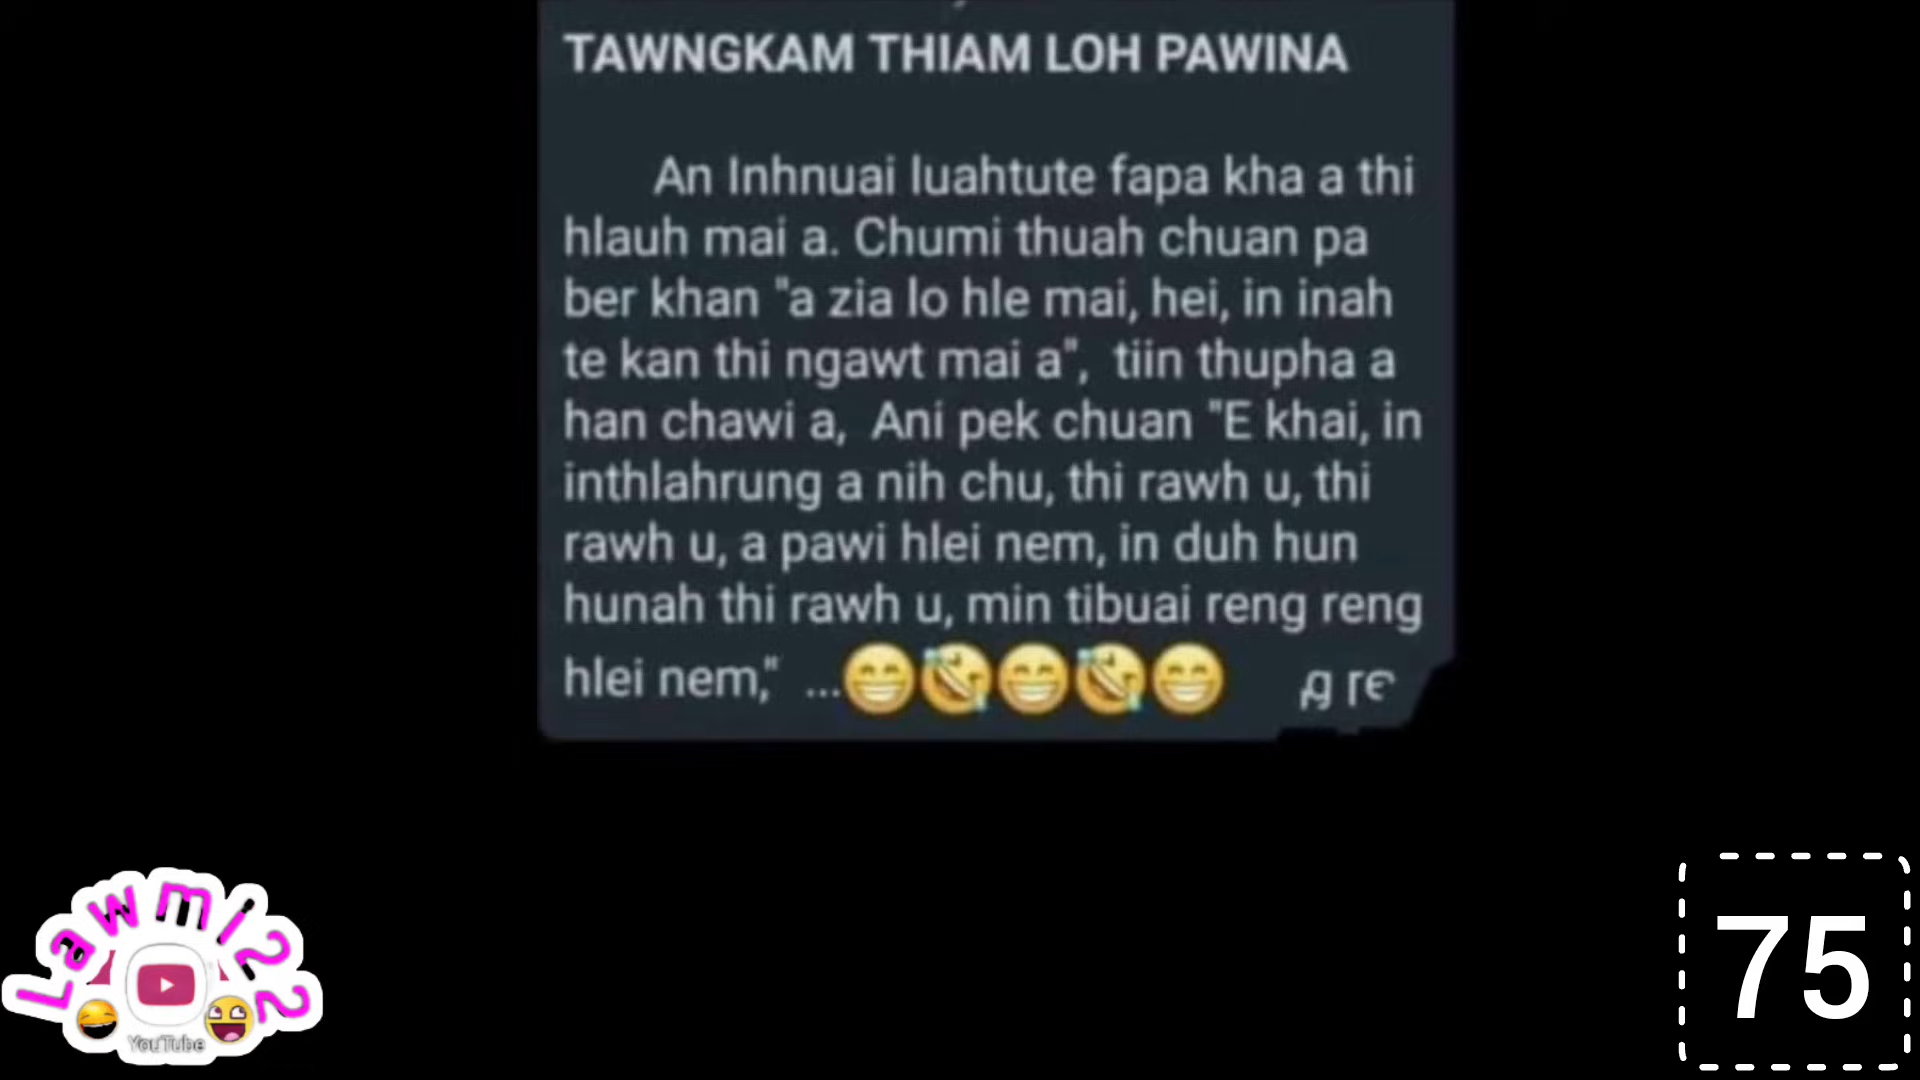 TAWNGKAM THIAM LOH PAWINA
An Inhnuai luahtute fapa kha a thi
hlauh mai a. Chumi thuah chuan pa
ber khan "a zia lo hle mai, hei, in inah
te kan thi ngawt mai a", tiin thupha a
han chawi a, Ani pek chuan "E khai, in
inthlahrung a nih chu, thi rawh u, thi
rawh u, a pawi hlei nem, in duh hun
hunah thi rawh u, min tibuai reng reng
hlei nem," ...😁🤣😁🤣😁
Lawmi22
YouTube
75